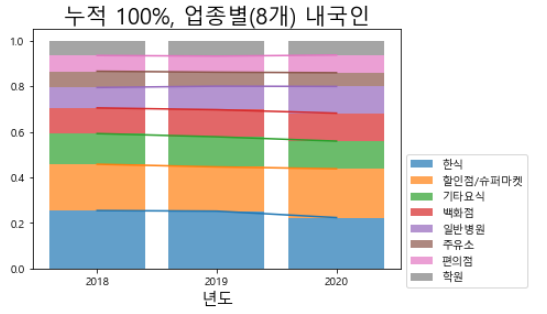 누적 100%, 업종별(8개) 내국인
1.0
0.8
0.6
0.4
0.2
0.0
2018 2019 2020
년도
한식
할인점/슈퍼마켓
기타요식
백화점
일반병원
주유소
편의점
학원